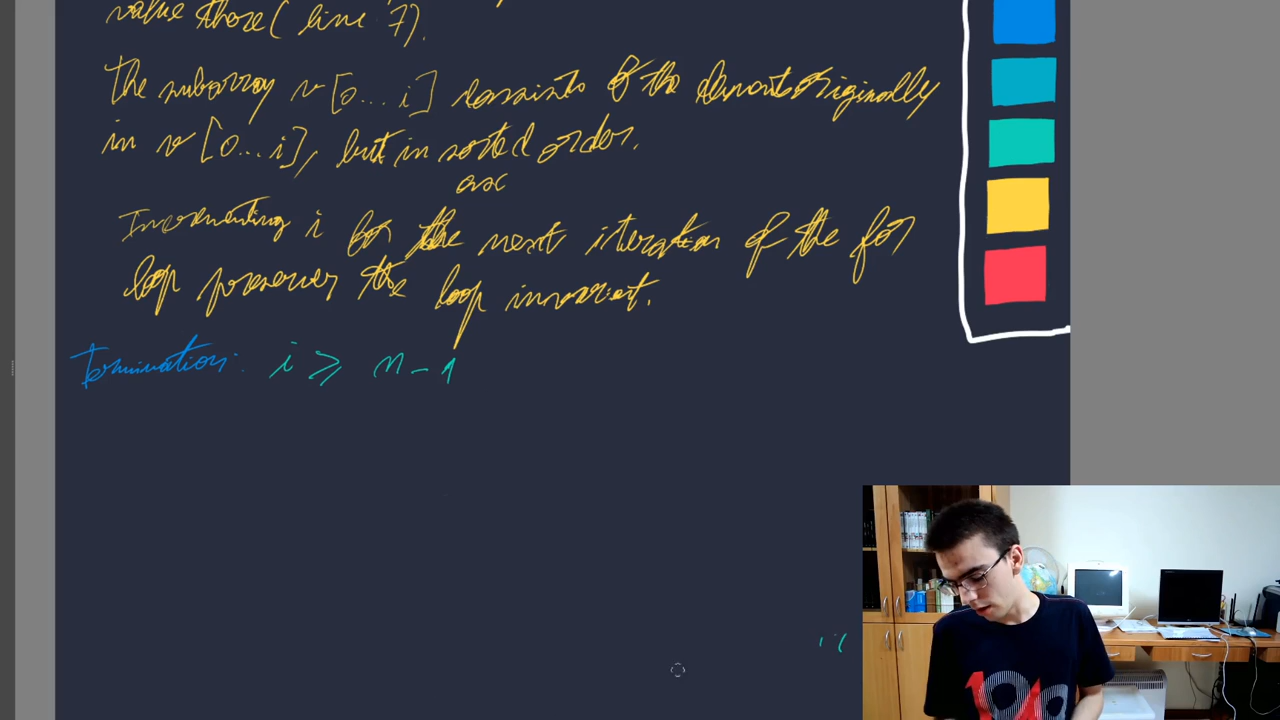 value there (line 7).
The subarray v[0...i] consists of the elements originally
in v[0...i], but in sorted order.
asc
Incrementing i for the next iteration of the for
loop preserves the loop invariant.
Termination: i ≥ n-1